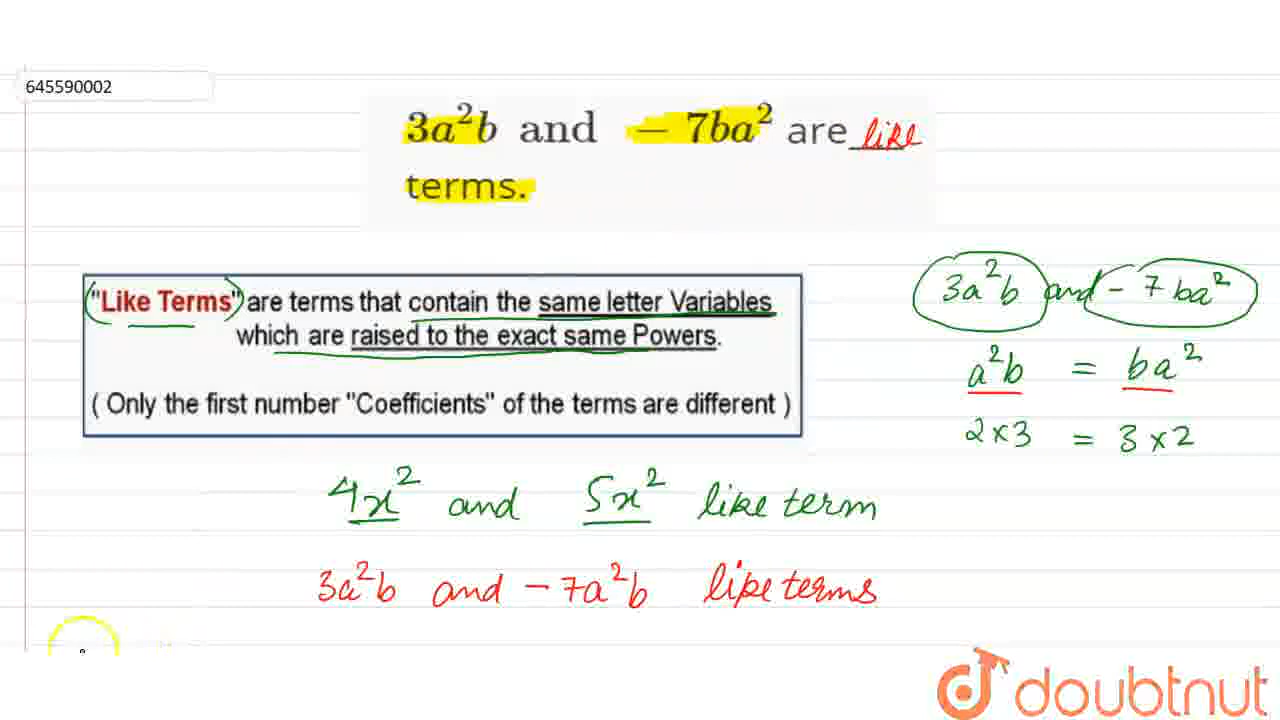 645590002
3a²b and − 7ba² are like
terms.
"Like Terms" are terms that contain the same letter Variables
which are raised to the exact same Powers.
( Only the first number "Coefficients" of the terms are different )
3a²b and - 7ba²
a²b = ba²
2×3 = 3×2
4x² and 5x² like term
3a²b and -7a²b like terms
doubtnut